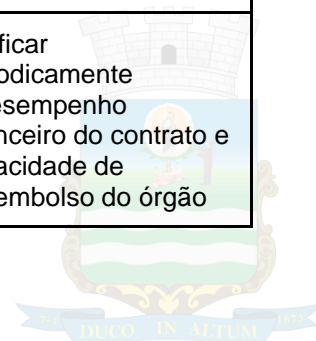 ficar
odicamente
esempenho
nceiro do contrato e
acidade de
embolso do órgão
DUCO IN ALTUM